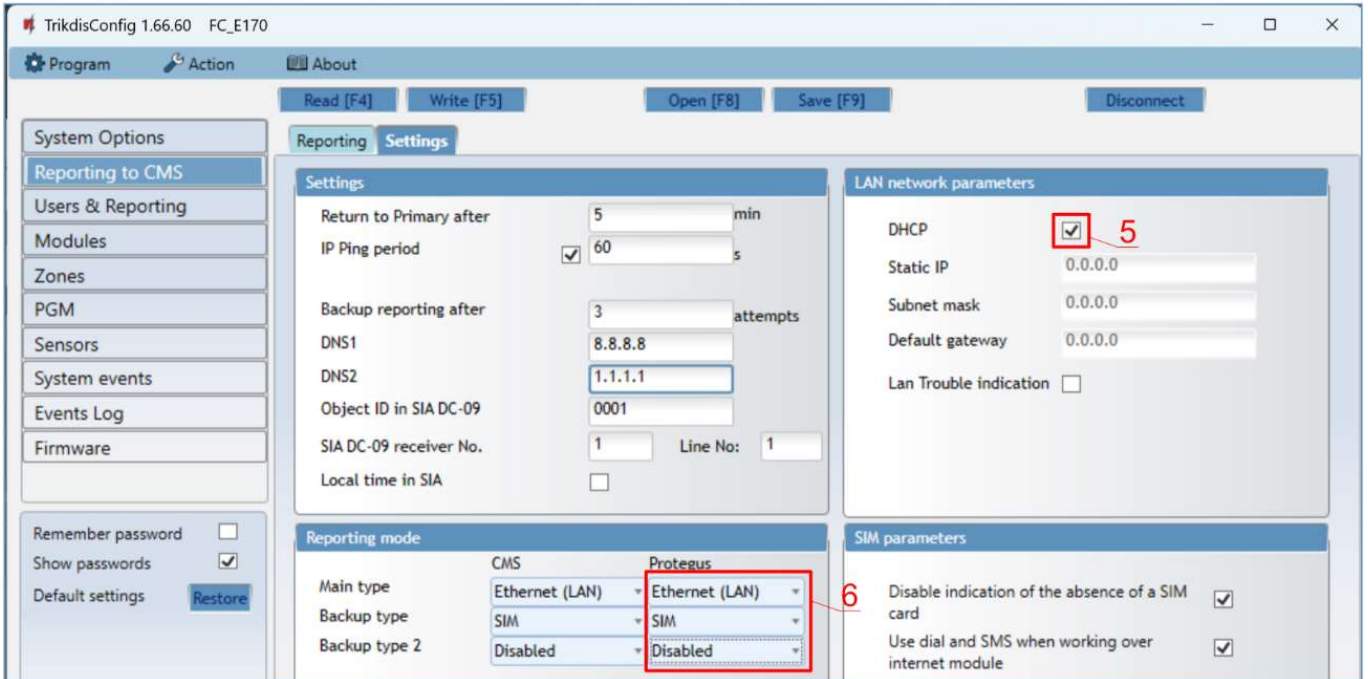 TrikdisConfig 1.66.60 FC_E170
Program Action About
Read [F4] Write [F5] Open [F8] Save [F9] Disconnect
System Options
Reporting to CMS
Users & Reporting
Modules
Zones
PGM
Sensors
System events
Events Log
Firmware
Remember password
Show passwords
Default settings Restore
Reporting Settings
Settings
Return to Primary after 5 min
IP Ping period 60 s
Backup reporting after 3 attempts
DNS1 8.8.8.8
DNS2 1.1.1.1
Object ID in SIA DC-09 0001
SIA DC-09 receiver No. 1 Line No: 1
Local time in SIA
LAN network parameters
DHCP 5
Static IP 0.0.0.0
Subnet mask 0.0.0.0
Default gateway 0.0.0.0
Lan Trouble indication
Reporting mode
CMS Protegus
Main type Ethernet (LAN) Ethernet (LAN) 6
Backup type SIM SIM
Backup type 2 Disabled Disabled
SIM parameters
Disable indication of the absence of a SIM
card
Use dial and SMS when working over
internet module